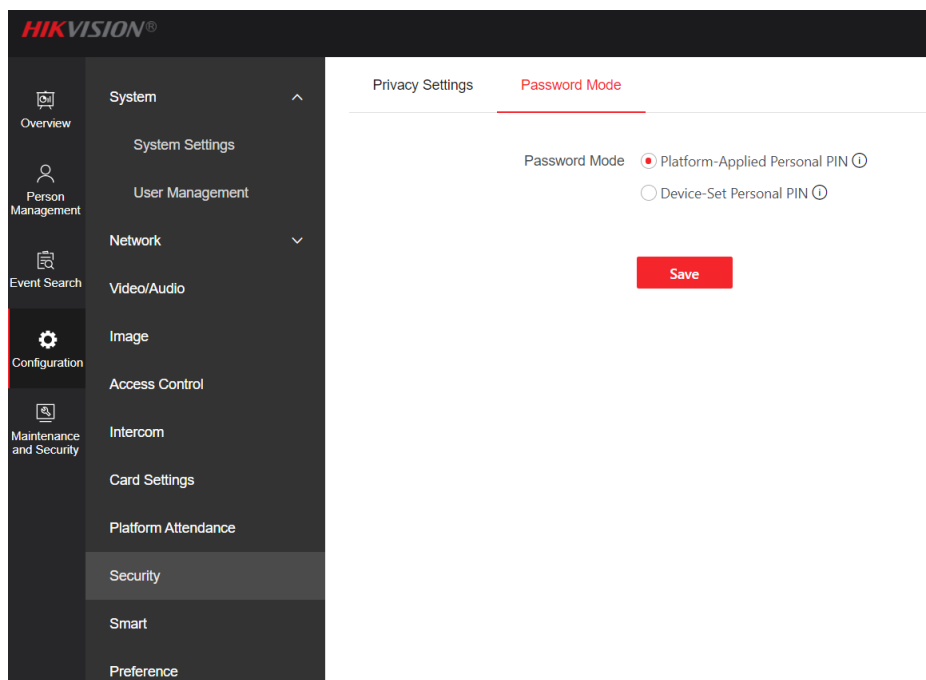 HIKVISION®
Overview
Person
Management
Event Search
Configuration
Maintenance
and Security
System
System Settings
User Management
Network
Video/Audio
Image
Access Control
Intercom
Card Settings
Platform Attendance
Security
Smart
Preference
Privacy Settings
Password Mode
Password Mode
Platform-Applied Personal PIN
Device-Set Personal PIN
Save